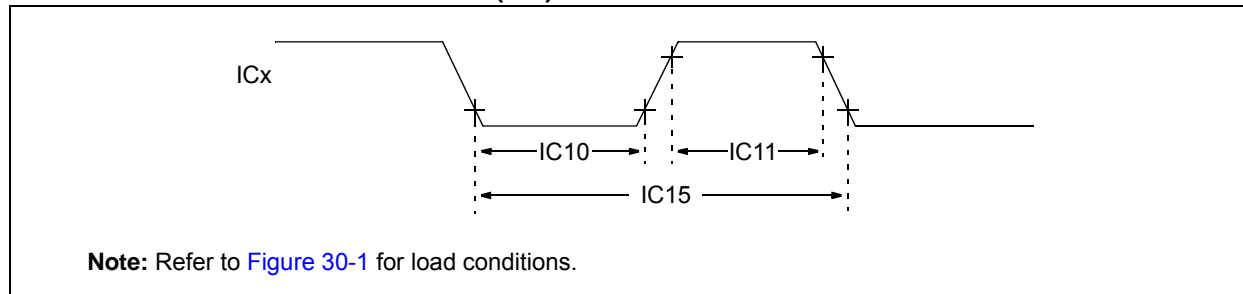 ICx
IC10
IC11
IC15
Note: Refer to Figure 30-1 for load conditions.